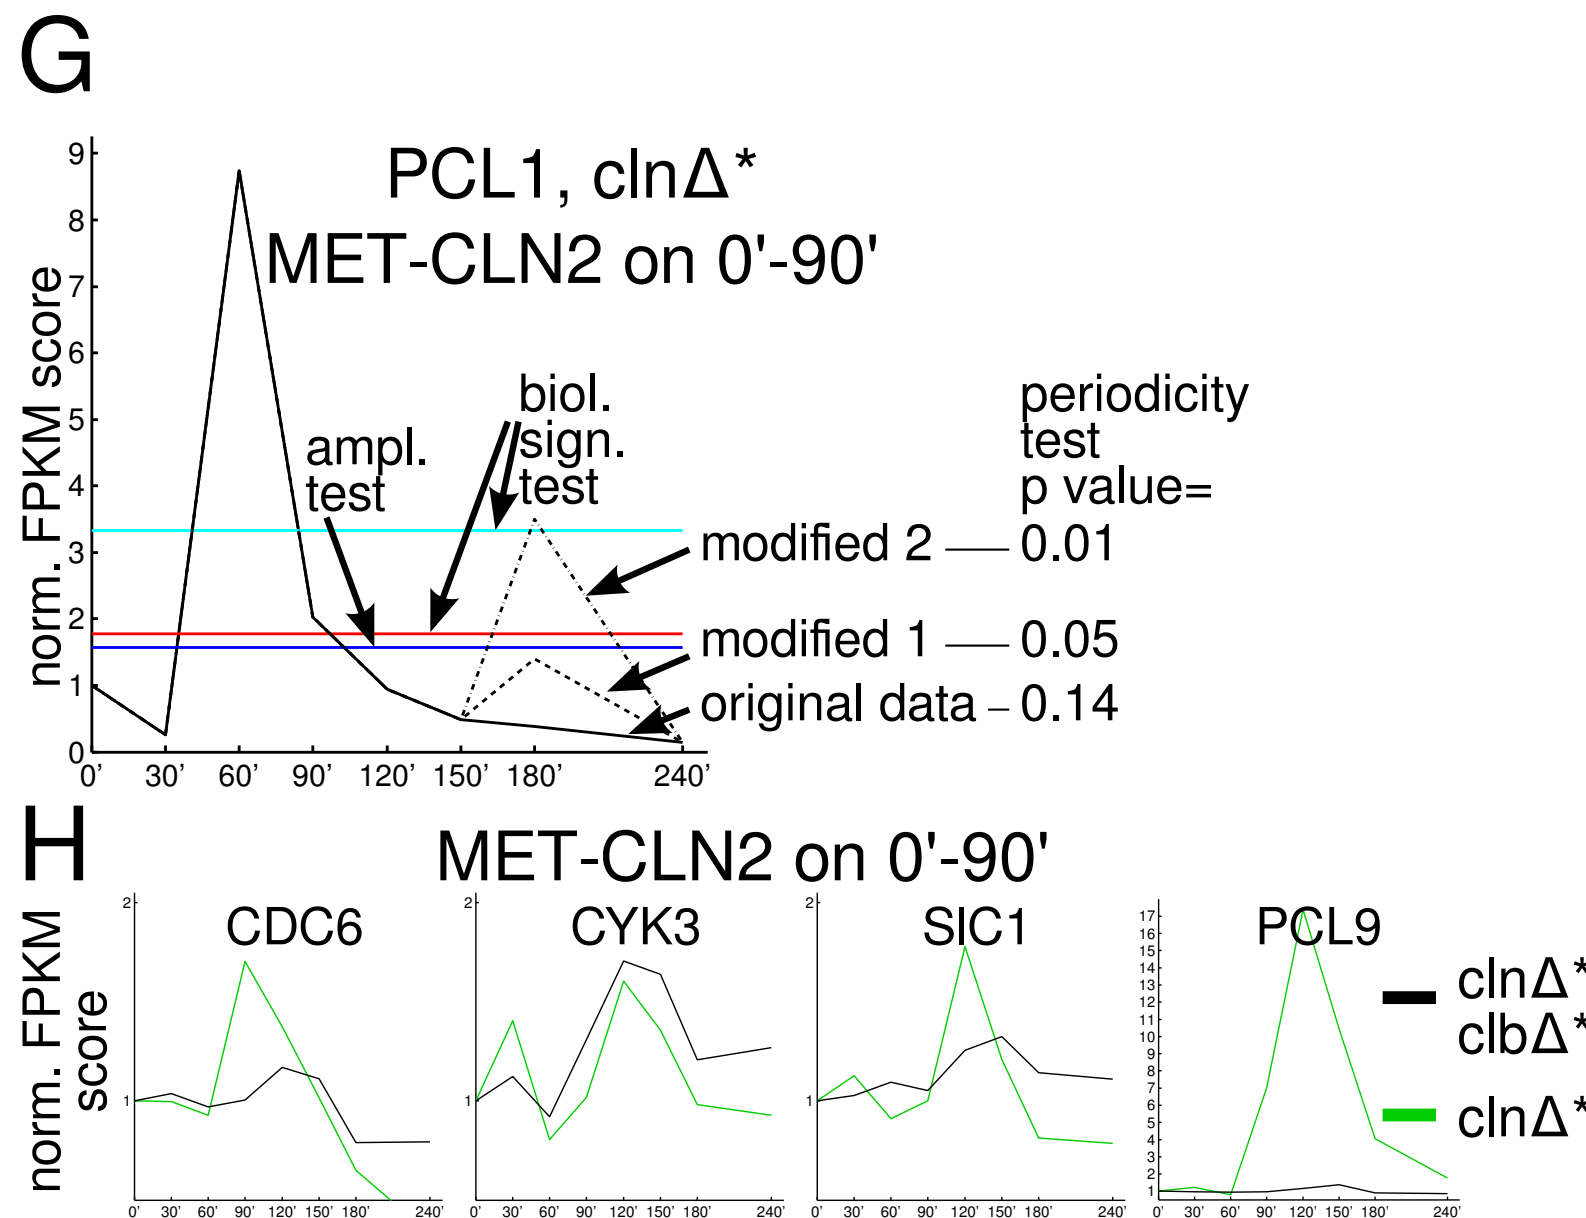 G
PCL1, clnΔ*
MET-CLN2 on 0'-90'
norm. FPKM score
9
8
7
6
5
4
3
2
1
0
0' 30' 60' 90' 120' 150' 180' 240'
ampl.
test
biol.
sign.
test
periodicity
test
p value=
modified 2 — 0.01
modified 1 — 0.05
original data – 0.14
H
MET-CLN2 on 0'-90'
norm. FPKM
score
CDC6
2
1
0' 30' 60' 90' 120' 150' 180' 240'
CYK3
2
1
0' 30' 60' 90' 120' 150' 180' 240'
SIC1
2
1
0' 30' 60' 90' 120' 150' 180' 240'
PCL9
17
16
15
14
13
12
11
10
9
8
7
6
5
4
3
2
1
0' 30' 60' 90' 120' 150' 180' 240'
clnΔ*
clbΔ*
clnΔ*